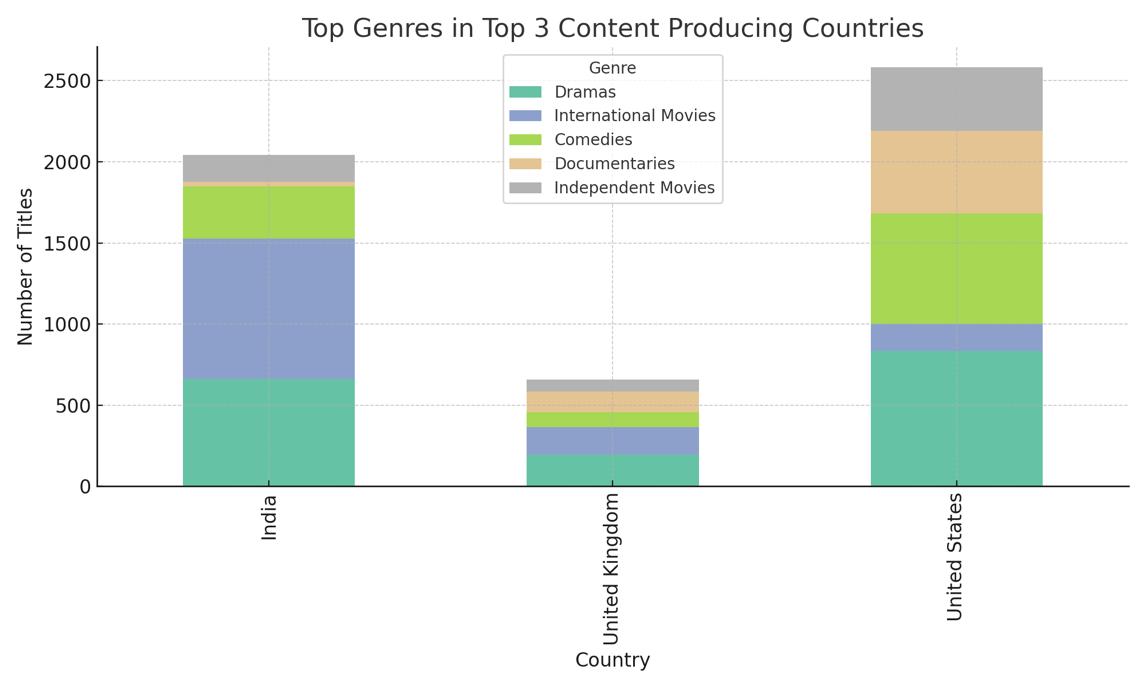 Top Genres in Top 3 Content Producing Countries
Number of Titles
2500
2000
1500
1000
500
0
Genre
Dramas
International Movies
Comedies
Documentaries
Independent Movies
India
United Kingdom
United States
Country